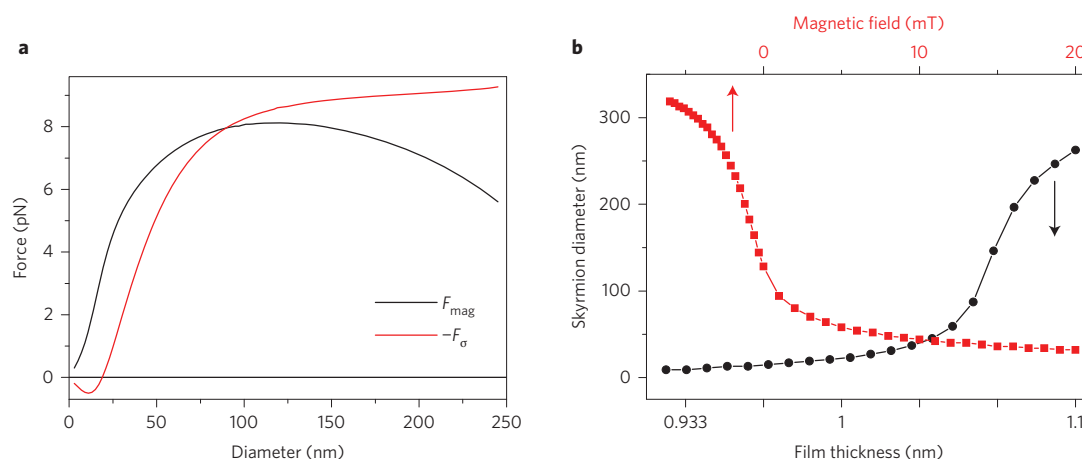 a
Force (pN)
8
6
4
2
0
0
50
100
150
200
250
Diameter (nm)
F_mag
−F_σ
b
Magnetic field (mT)
0
10
20
Skyrmion diameter (nm)
300
200
100
0
0.933
1
1.1
Film thickness (nm)